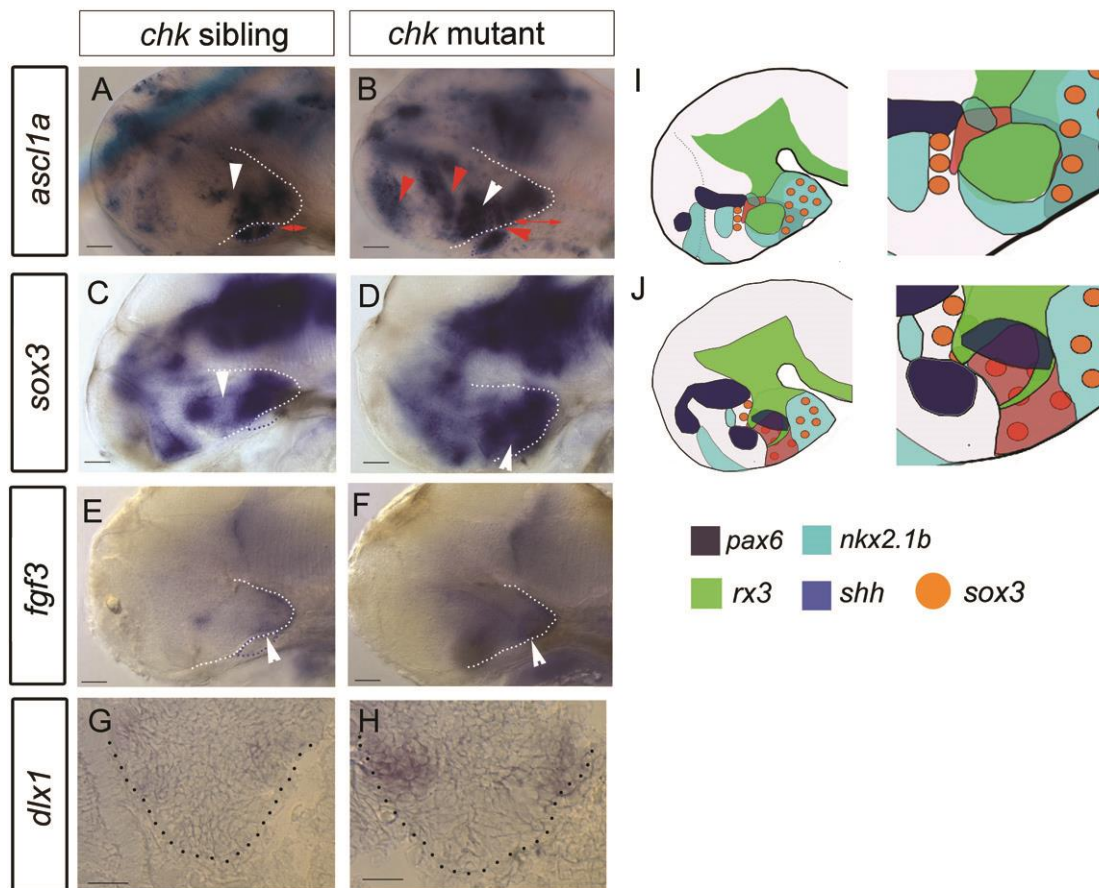 chk sibling
chk mutant
ascl1a
A
B
sox3
C
D
fgf3
E
F
dlx1
G
H
I
J
pax6
nkx2.1b
rx3
shh
sox3